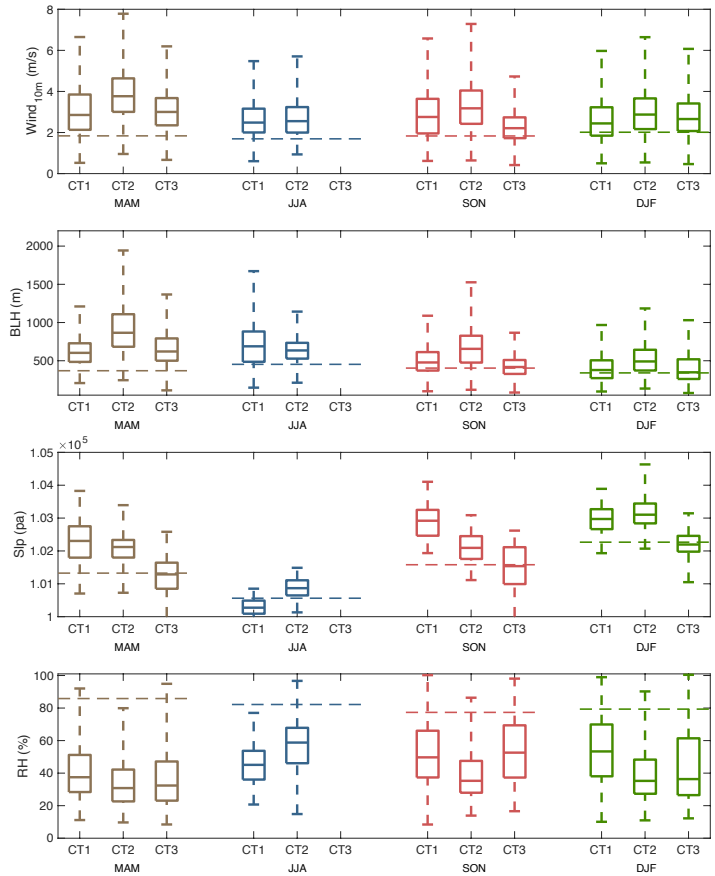 8
6
4
2
0
Wind10m (m/s)
CT1 CT2 CT3 CT1 CT2 CT3 CT1 CT2 CT3 CT1 CT2 CT3
MAM JJA SON DJF
2000
1500
1000
500
BLH (m)
CT1 CT2 CT3 CT1 CT2 CT3 CT1 CT2 CT3 CT1 CT2 CT3
MAM JJA SON DJF
×10^5
1.05
1.04
1.03
1.02
1.01
1
Slp (pa)
CT1 CT2 CT3 CT1 CT2 CT3 CT1 CT2 CT3 CT1 CT2 CT3
MAM JJA SON DJF
100
80
60
40
20
0
RH (%)
CT1 CT2 CT3 CT1 CT2 CT3 CT1 CT2 CT3 CT1 CT2 CT3
MAM JJA SON DJF